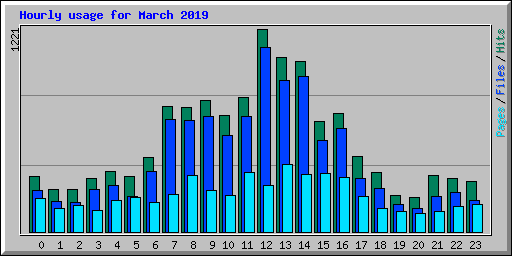 Hourly usage for March 2019
1221
Pages / Files / Hits
0 1 2 3 4 5 6 7 8 9 10 11 12 13 14 15 16 17 18 19 20 21 22 23